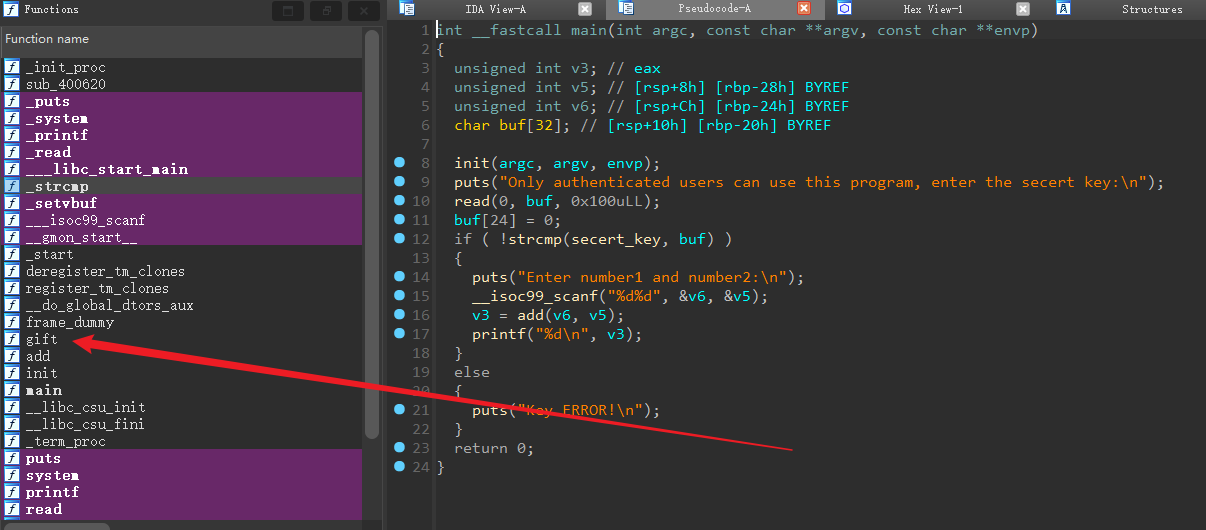 Functions
Function name
_init_proc
sub_400620
_puts
_system
_printf
_read
___libc_start_main
_strcmp
_setvbuf
___isoc99_scanf
__gmon_start__
_start
deregister_tm_clones
register_tm_clones
__do_global_dtors_aux
frame_dummy
gift
add
init
main
__libc_csu_init
__libc_csu_fini
_term_proc
puts
system
printf
read
IDA View-A
Pseudocode-A
Hex View-1
Structures
1 int __fastcall main(int argc, const char **argv, const char **envp)
2 {
3 unsigned int v3; // eax
4 unsigned int v5; // [rsp+8h] [rbp-28h] BYREF
5 unsigned int v6; // [rsp+Ch] [rbp-24h] BYREF
6 char buf[32]; // [rsp+10h] [rbp-20h] BYREF
7
8 init(argc, argv, envp);
9 puts("Only authenticated users can use this program, enter the secert key:\n");
10 read(0, buf, 0x100uLL);
11 buf[24] = 0;
12 if ( !strcmp(secert_key, buf) )
13 {
14 puts("Enter number1 and number2:\n");
15 __isoc99_scanf("%d%d", &v6, &v5);
16 v3 = add(v6, v5);
17 printf("%d\n", v3);
18 }
19 else
20 {
21 puts("Key ERROR!\n");
22 }
23 return 0;
24 }